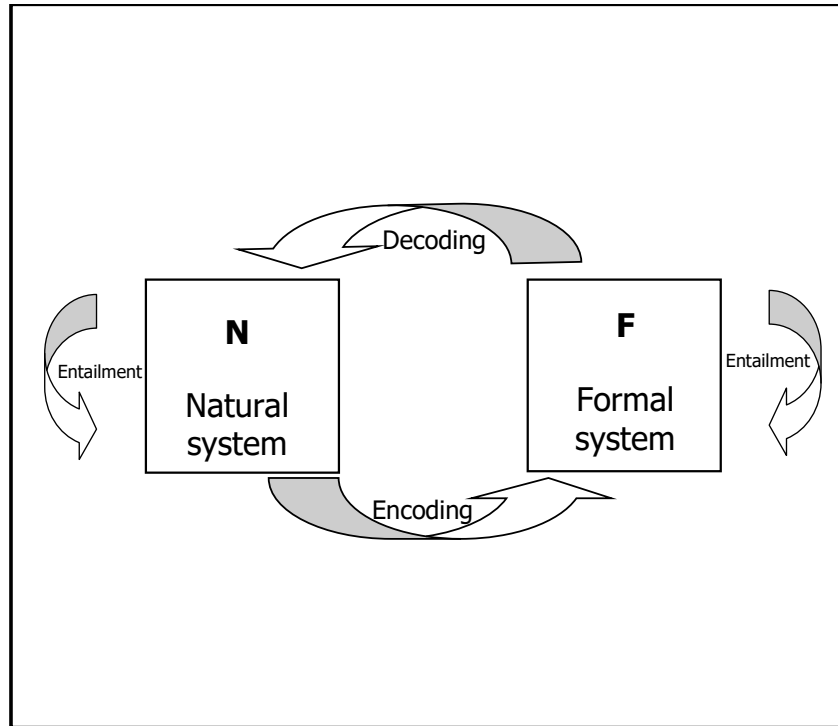 Decoding
N
F
Entailment
Entailment
Natural
system
Formal
system
Encoding